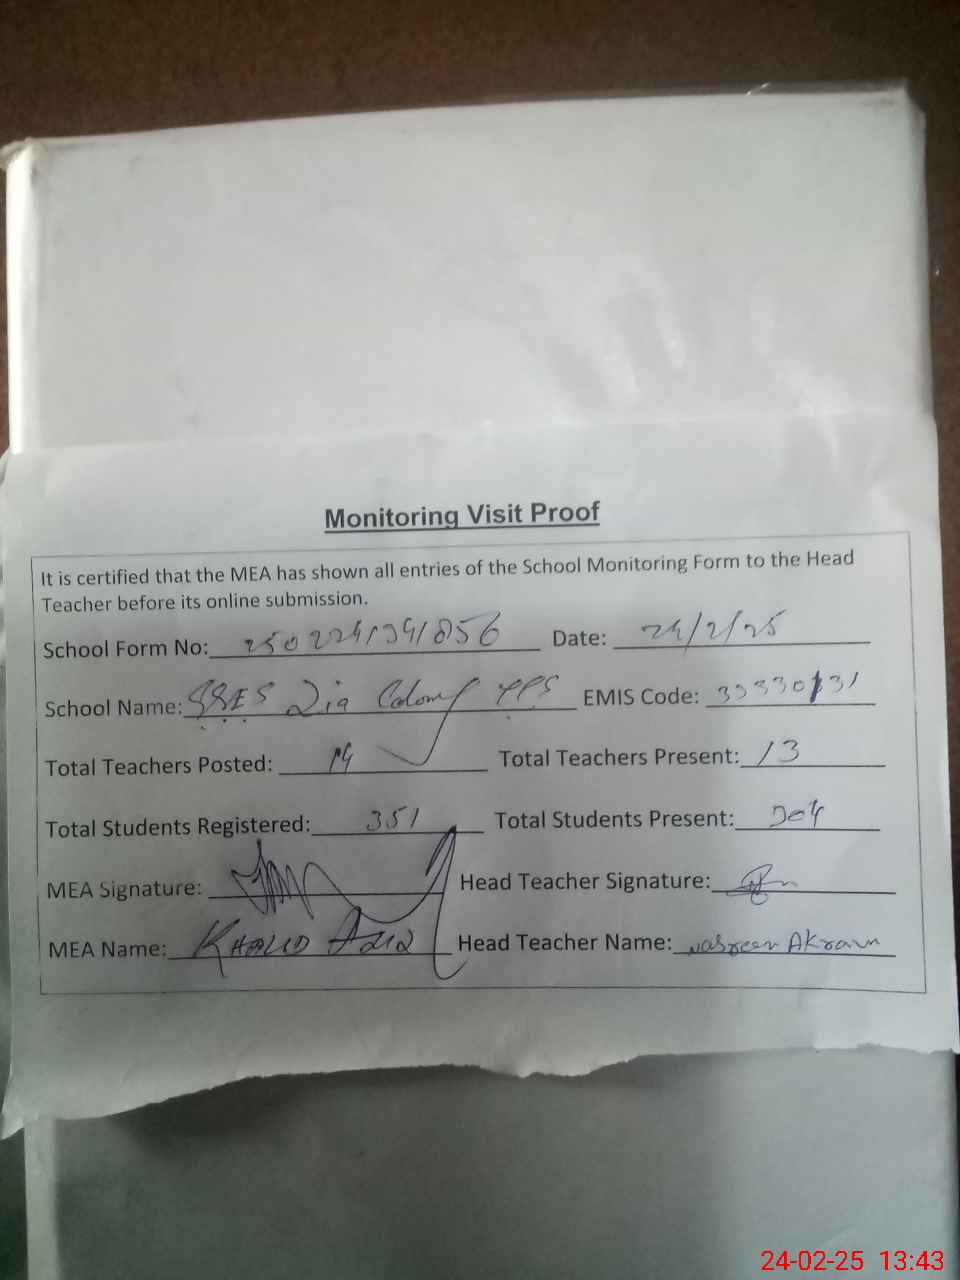 Monitoring Visit Proof
It is certified that the MEA has shown all entries of the School Monitoring Form to the Head
Teacher before its online submission.
School Form No: Date: 24/2/25
School Name: Zia Colony EMIS Code:
Total Teachers Posted: 14 Total Teachers Present: 13
Total Students Registered: 351 Total Students Present: 304
MEA Signature: Head Teacher Signature:
MEA Name: KHALID AZIZ Head Teacher Name: Nasreen Akram
24-02-25 13:43